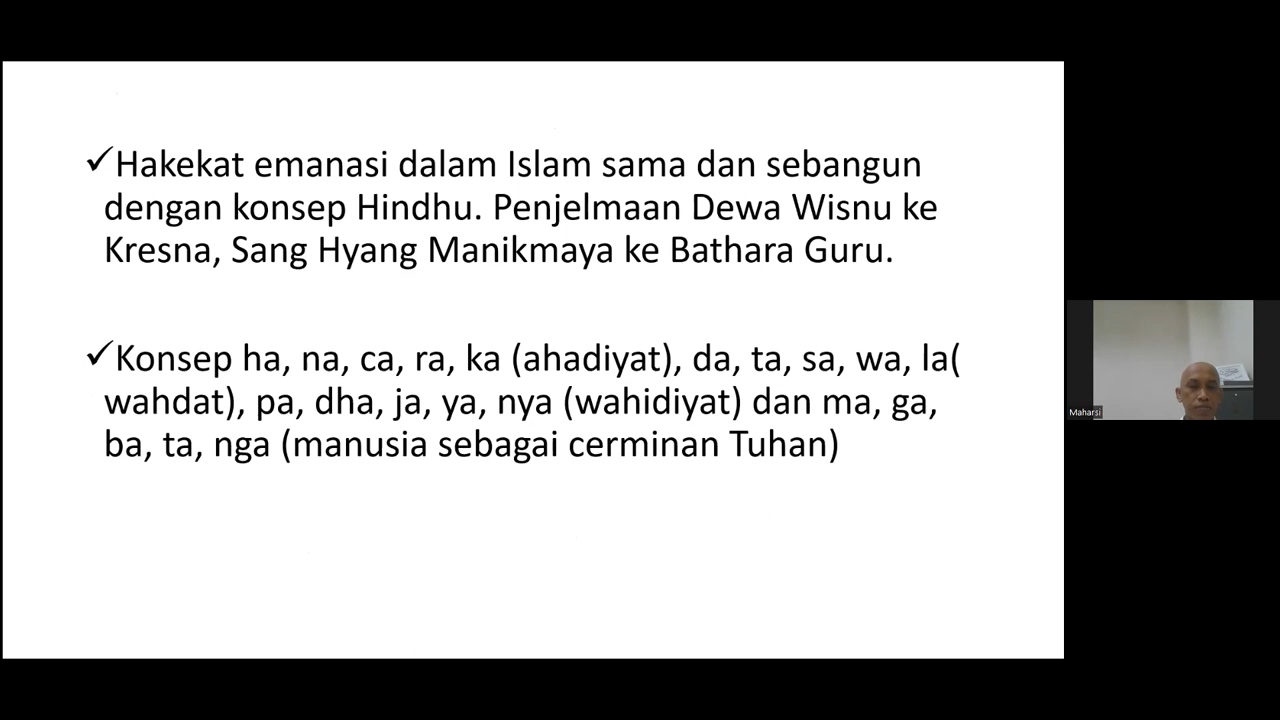 ✓Hakekat emanasi dalam Islam sama dan sebangun
dengan konsep Hindhu. Penjelmaan Dewa Wisnu ke
Kresna, Sang Hyang Manikmaya ke Bathara Guru.
✓Konsep ha, na, ca, ra, ka (ahadiyat), da, ta, sa, wa, la(
wahdat), pa, dha, ja, ya, nya (wahidiyat) dan ma, ga,
ba, ta, nga (manusia sebagai cerminan Tuhan)
Maharsi